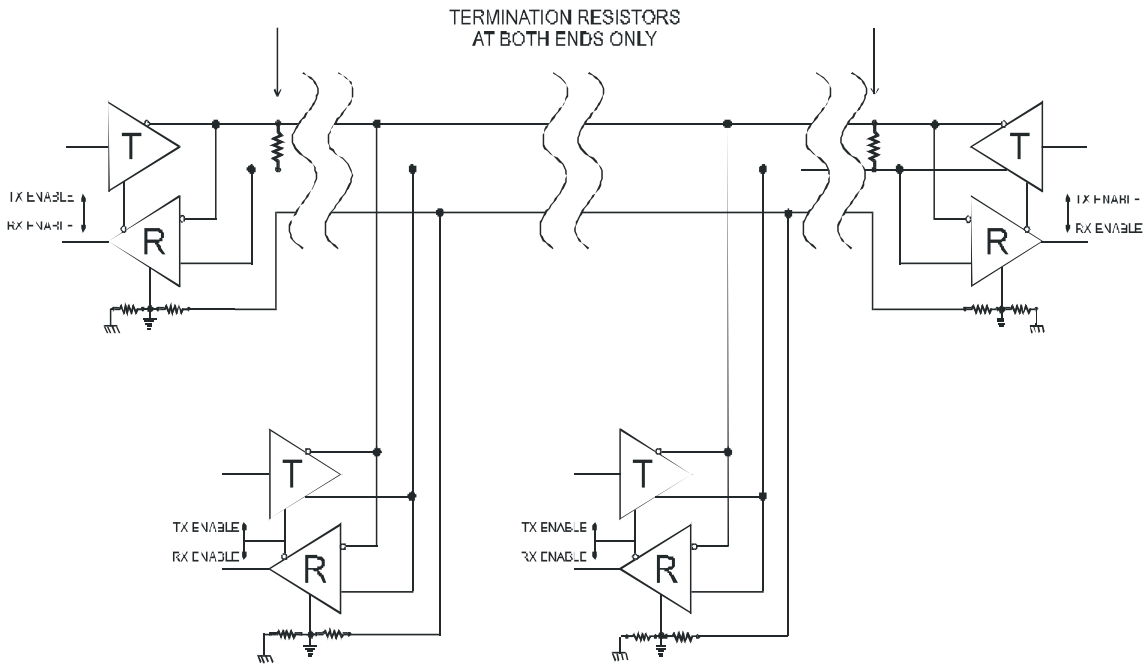 TERMINATION RESISTORS
AT BOTH ENDS ONLY
T
T
TX ENABLE
RX ENABLE
R
TX ENABLE
RX ENABLE
R
T
T
TX ENABLE
RX ENABLE
R
TX ENABLE
RX ENABLE
R